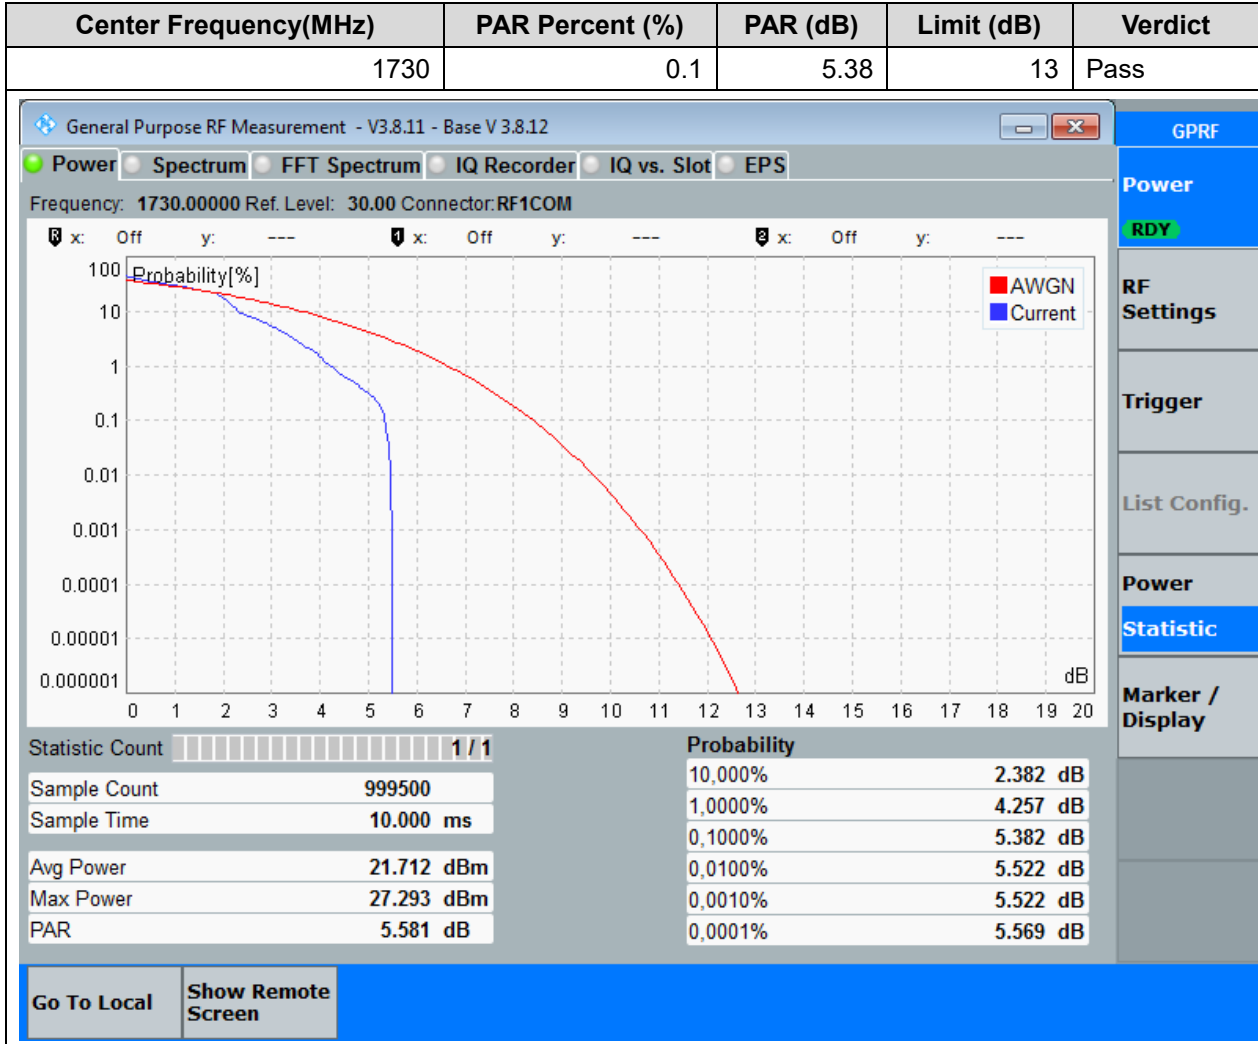 Center Frequency(MHz) PAR Percent (%) PAR (dB) Limit (dB) Verdict
1730 0.1 5.38 13 Pass
General Purpose RF Measurement - V3.8.11 - Base V 3.8.12
GPRF
Power Spectrum FFT Spectrum IQ Recorder IQ vs. Slot EPS
Power
RDY
Frequency: 1730.00000 Ref. Level: 30.00 Connector: RF1COM
R x: Off y: --- 1 x: Off y: --- 2 x: Off y: ---
Probability[%]
AWGN
Current
100
10
1
0.1
0.01
0.001
0.0001
0.00001
0.000001
dB
0 1 2 3 4 5 6 7 8 9 10 11 12 13 14 15 16 17 18 19 20
RF
Settings
Trigger
List Config.
Power
Statistic
Marker /
Display
Statistic Count 1 / 1
Sample Count 999500
Sample Time 10.000 ms
Avg Power 21.712 dBm
Max Power 27.293 dBm
PAR 5.581 dB
Probability
10,000% 2.382 dB
1,0000% 4.257 dB
0,1000% 5.382 dB
0,0100% 5.522 dB
0,0010% 5.522 dB
0,0001% 5.569 dB
Go To Local
Show Remote
Screen